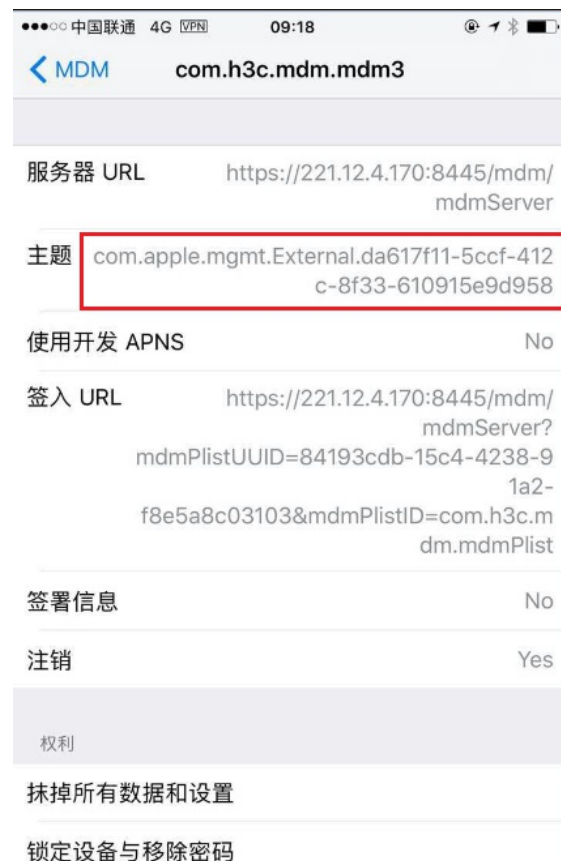 中国联通 4G VPN 09:18
MDM com.h3c.mdm.mdm3
服务器 URL https://221.12.4.170:8445/mdm/
mdmServer
主题 com.apple.mgmt.External.da617f11-5ccf-412
c-8f33-610915e9d958
使用开发 APNS No
签入 URL https://221.12.4.170:8445/mdm/
mdmServer?
mdmPlistUUID=84193cdb-15c4-4238-9
1a2-
f8e5a8c03103&mdmPlistID=com.h3c.m
dm.mdmPlist
签署信息 No
注销 Yes
权利
抹掉所有数据和设置
锁定设备与移除密码